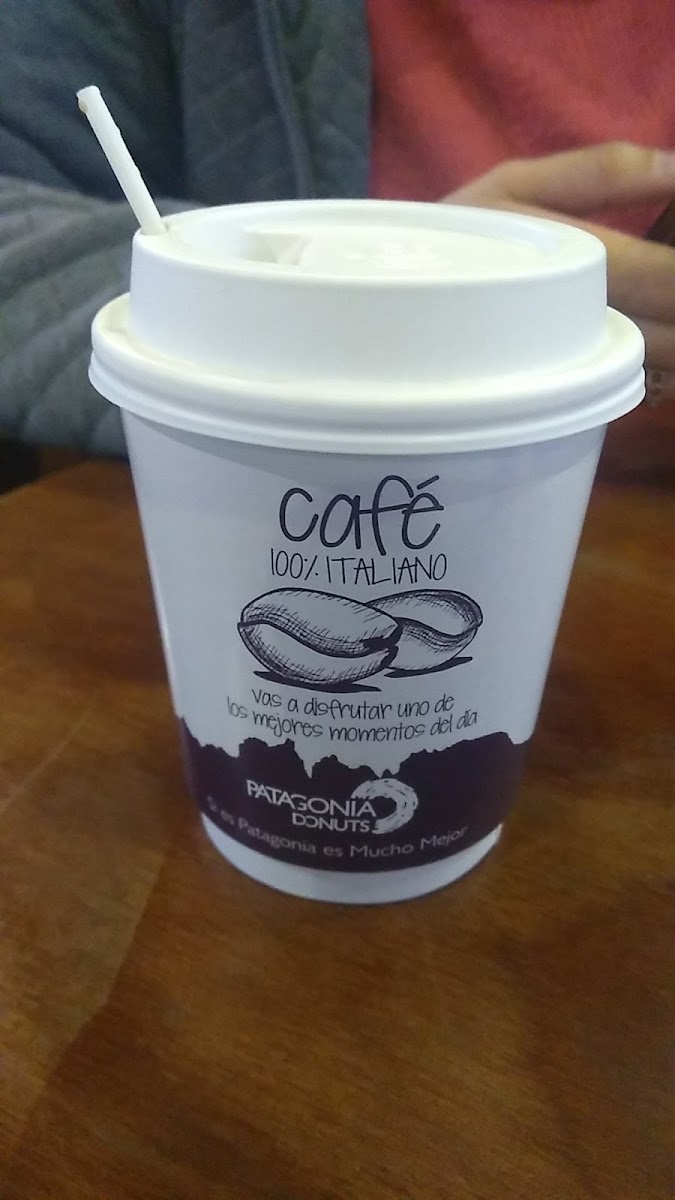 café
100% ITALIANO
vas a disfrutar uno de
los mejores momentos del día
PATAGONIA
DONUTS
Si es Patagonia es Mucho Mejor